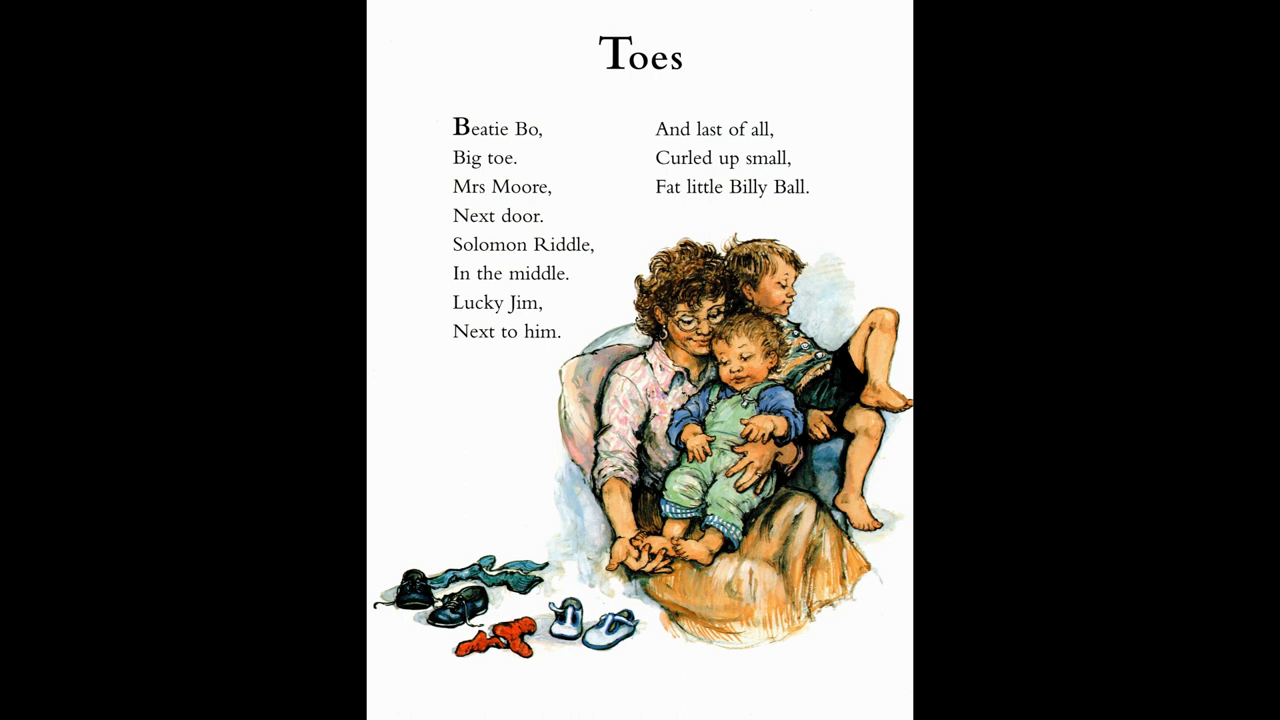 Toes
Beatie Bo,
Big toe.
Mrs Moore,
Next door.
Solomon Riddle,
In the middle.
Lucky Jim,
Next to him.
And last of all,
Curled up small,
Fat little Billy Ball.